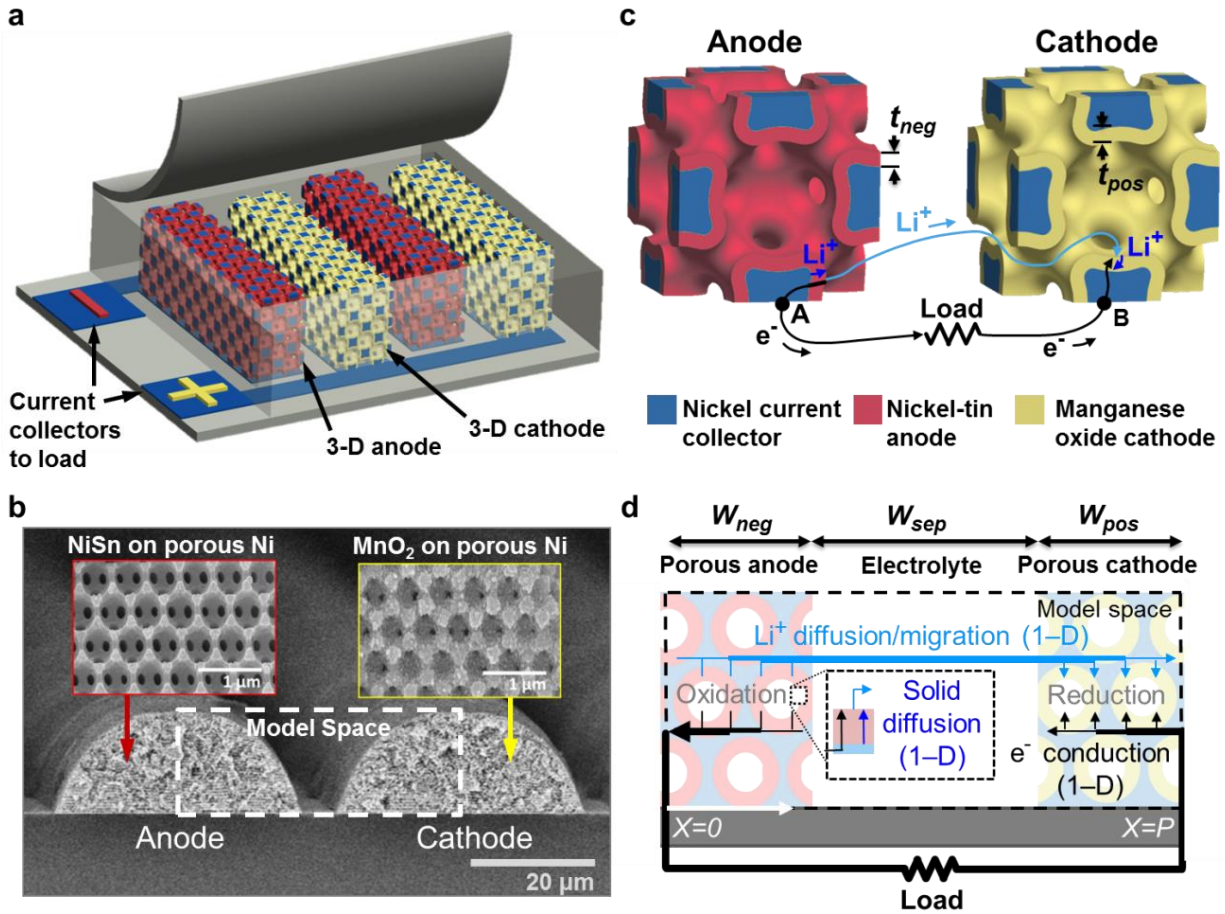 a
Current
collectors
to load
3-D anode
3-D cathode
b
NiSn on porous Ni
MnO₂ on porous Ni
1 µm
1 µm
Model Space
Anode
Cathode
20 µm
c
Anode
Cathode
t_neg
t_pos
Li⁺
Li⁺
Li⁺
A
B
Load
e⁻
e⁻
Nickel current
collector
Nickel-tin
anode
Manganese
oxide cathode
d
W_neg
W_sep
W_pos
Porous anode
Electrolyte
Porous cathode
Model space
Li⁺ diffusion/migration (1–D)
Oxidation
Solid
diffusion
(1–D)
Reduction
e⁻ conduction
(1–D)
X=0
X=P
Load